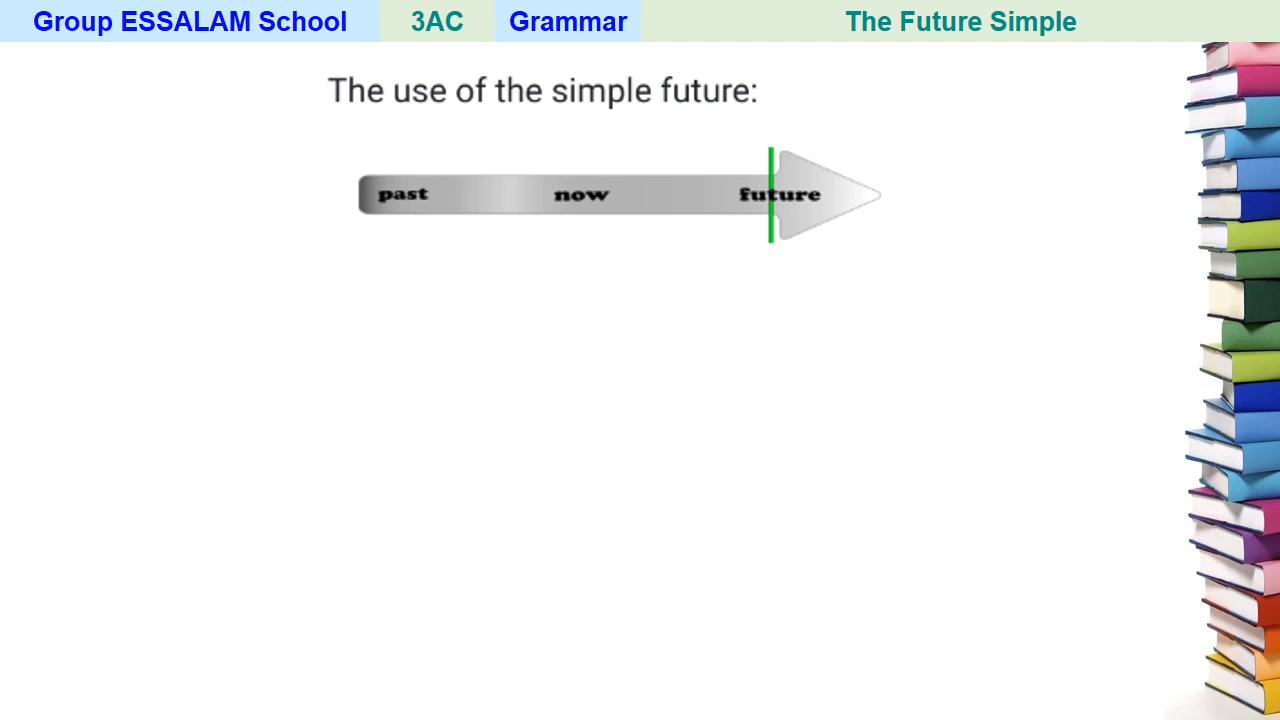 Group ESSALAM School 3AC Grammar The Future Simple
The use of the simple future:
past now future